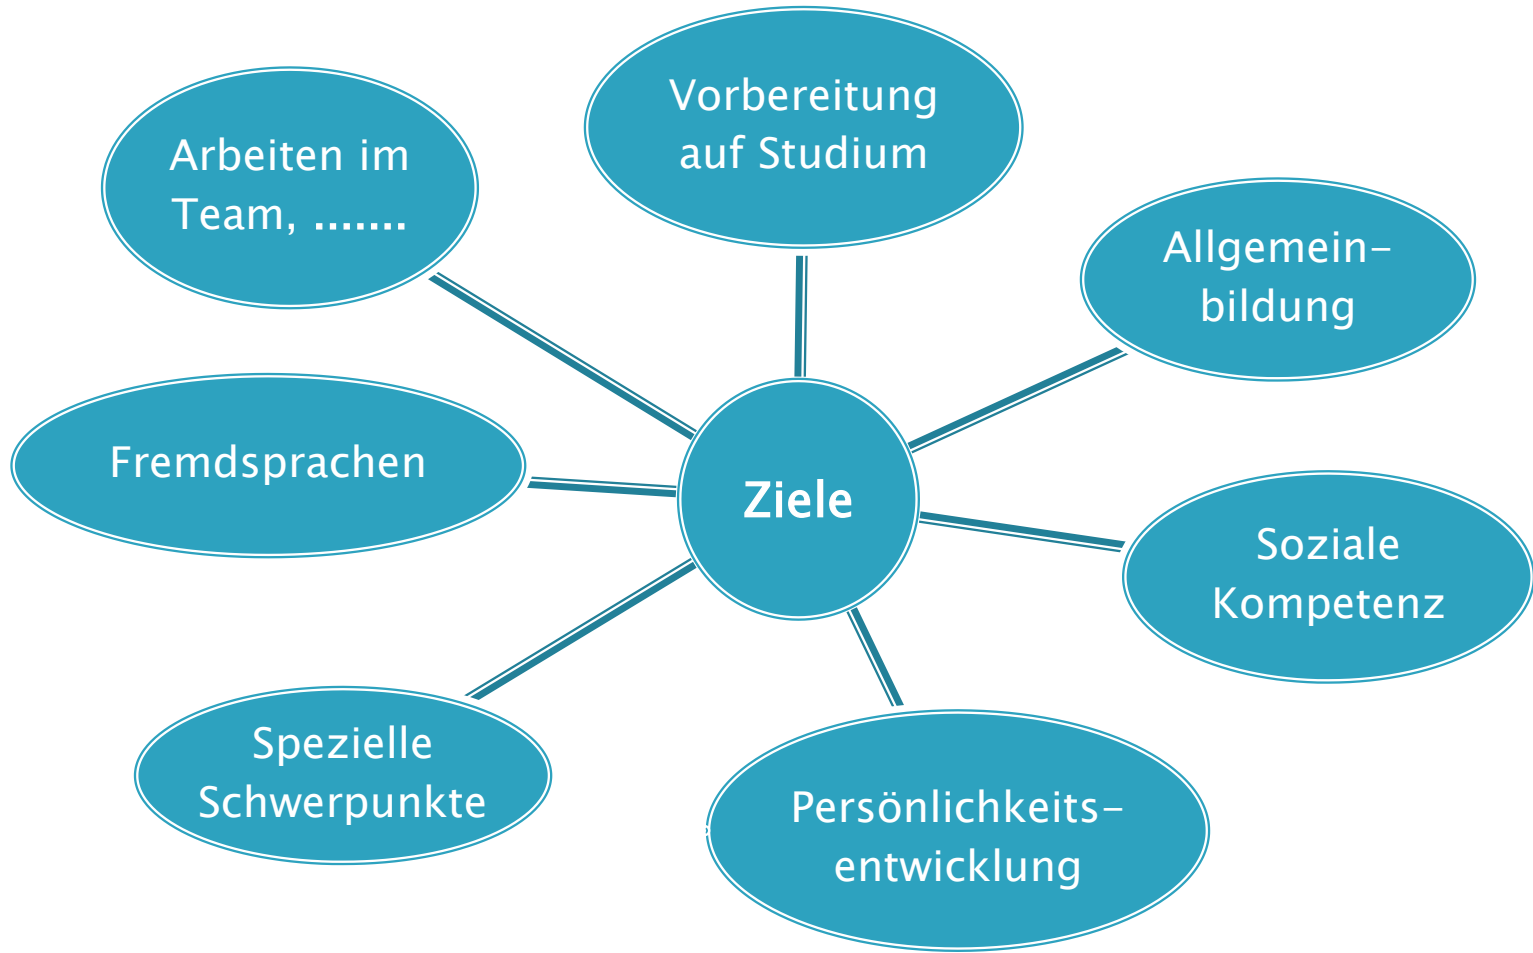 Vorbereitung
auf Studium
Arbeiten im
Team, .......
Allgemein-
bildung
Fremdsprachen
Ziele
Soziale
Kompetenz
Spezielle
Schwerpunkte
Persönlichkeits-
entwicklung